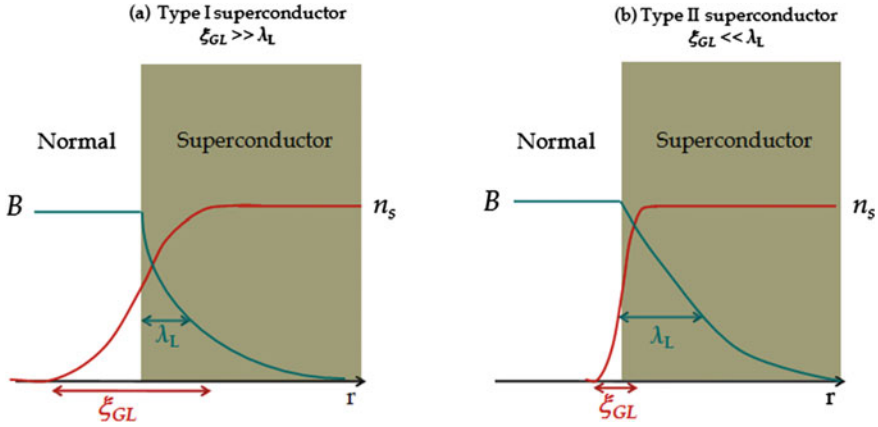 (a) Type I superconductor
ξGL >> λL
Normal
Superconductor
B
ns
λL
ξGL
r
(b) Type II superconductor
ξGL << λL
Normal
Superconductor
B
ns
λL
ξGL
r